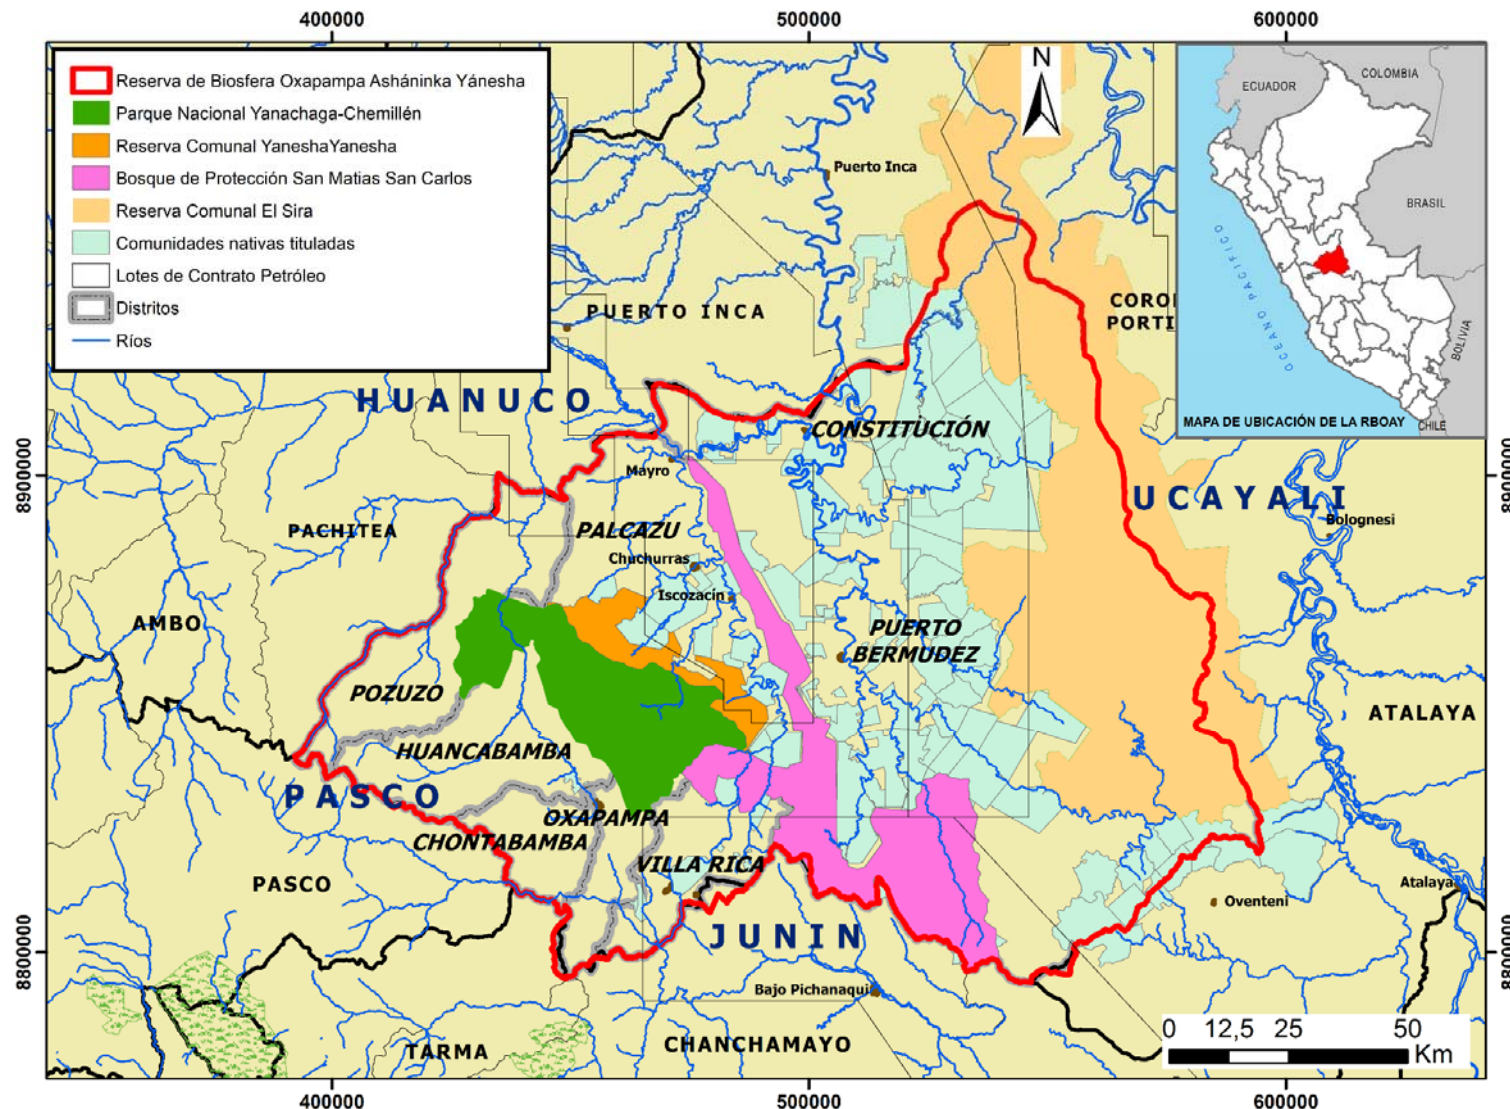 400000
500000
600000
Reserva de Biosfera Oxapampa Asháninka Yánesha
Parque Nacional Yanachaga-Chemillén
Reserva Comunal YaneshaYanesha
Bosque de Protección San Matias San Carlos
Reserva Comunal El Sira
Comunidades nativas tituladas
Lotes de Contrato Petróleo
Distritos
Ríos
N
ECUADOR
COLOMBIA
BRASIL
OCEANO PACIFICO
BOLIVIA
CHILE
MAPA DE UBICACIÓN DE LA RBOAY
Puerto Inca
PUERTO INCA
CORO
PORTI
HUANUCO
CONSTITUCIÓN
Mayro
8900000
8900000
UCAYALI
Bolognesi
PACHITEA
PALCAZU
Chuchurras
Iscozacín
AMBO
PUERTO
BERMUDEZ
POZUZO
ATALAYA
HUANCABAMBA
PASCO
OXAPAMPA
CHONTABAMBA
VILLA RICA
PASCO
Atalaya
Oventeni
JUNIN
8800000
8800000
Bajo Pichanaqui
TARMA
CHANCHAMAYO
0 12,5 25 50
Km
400000
500000
600000